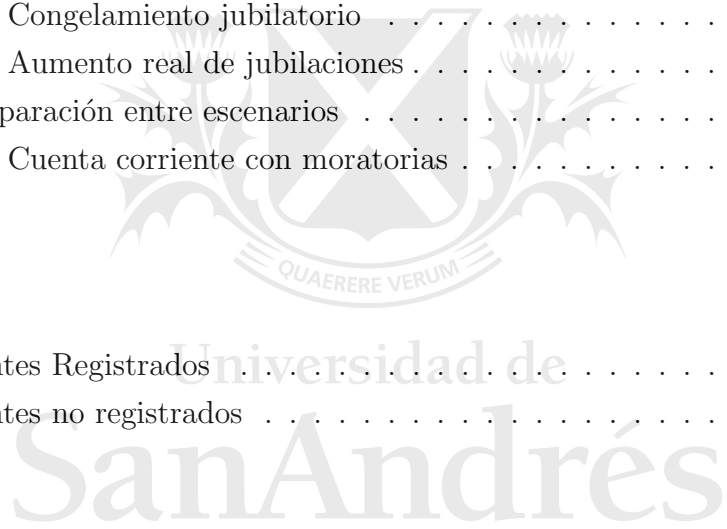 Congelamiento jubilatorio . . . . . . . . . . . . . .
Aumento real de jubilaciones . . . . . . . . . . . . .
paración entre escenarios . . . . . . . . . . . . . . .
Cuenta corriente con moratorias . . . . . . . . . . .
QUAERERE VERUM
ntes Registrados . . . . . . . . . . . . . . . . . . . .
Universidad de
ntes no registrados . . . . . . . . . . . . . . . . . .
SanAndrés